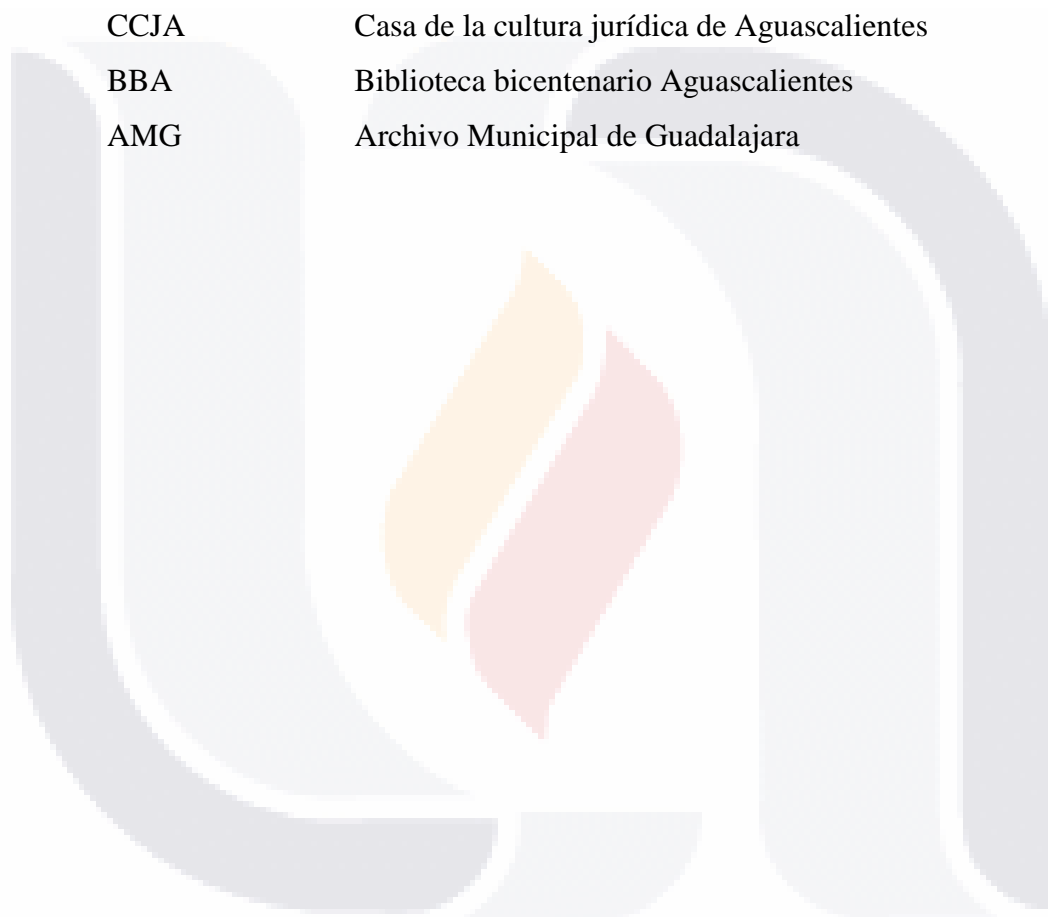 CCJA Casa de la cultura jurídica de Aguascalientes
BBA Biblioteca bicentenario Aguascalientes
AMG Archivo Municipal de Guadalajara